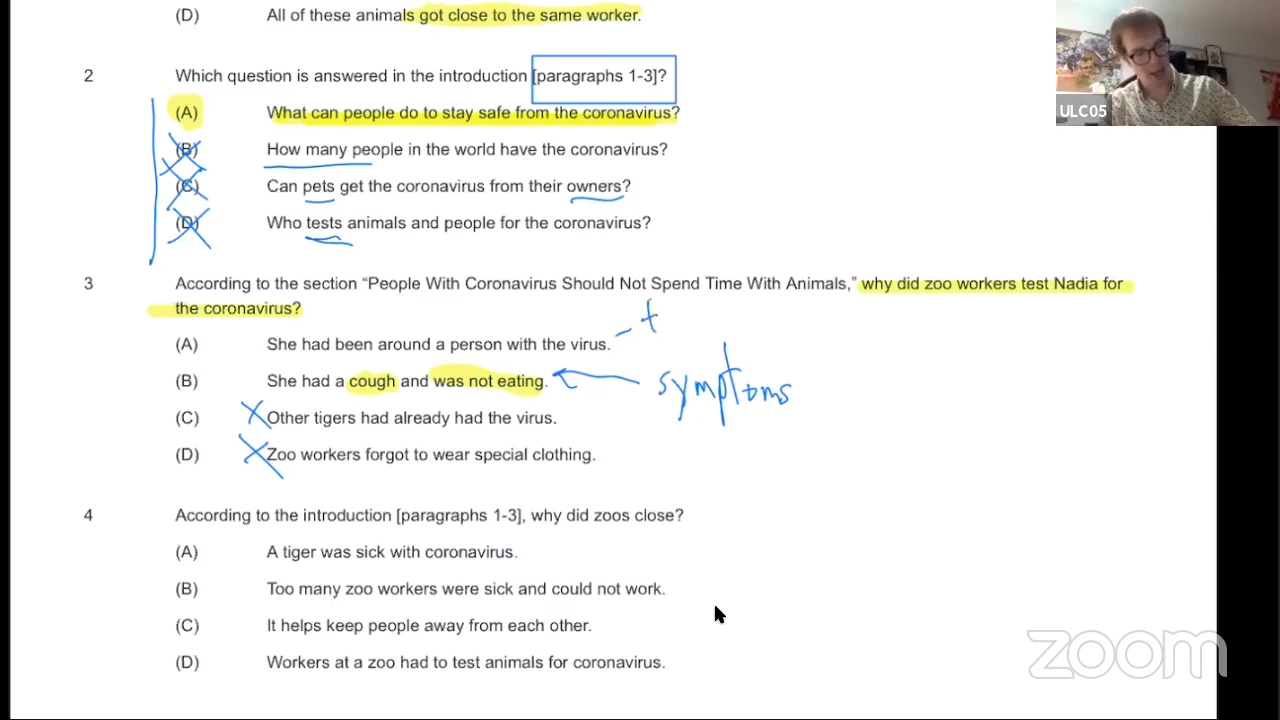 (D) All of these animals got close to the same worker.
2 Which question is answered in the introduction [paragraphs 1-3]?
(A) What can people do to stay safe from the coronavirus?
(B) How many people in the world have the coronavirus?
(C) Can pets get the coronavirus from their owners?
(D) Who tests animals and people for the coronavirus?
3 According to the section “People With Coronavirus Should Not Spend Time With Animals,” why did zoo workers test Nadia for
the coronavirus?
(A) She had been around a person with the virus. - +
(B) She had a cough and was not eating. symptoms
(C) Other tigers had already had the virus.
(D) Zoo workers forgot to wear special clothing.
4 According to the introduction [paragraphs 1-3], why did zoos close?
(A) A tiger was sick with coronavirus.
(B) Too many zoo workers were sick and could not work.
(C) It helps keep people away from each other.
(D) Workers at a zoo had to test animals for coronavirus.
ULC05
zoom